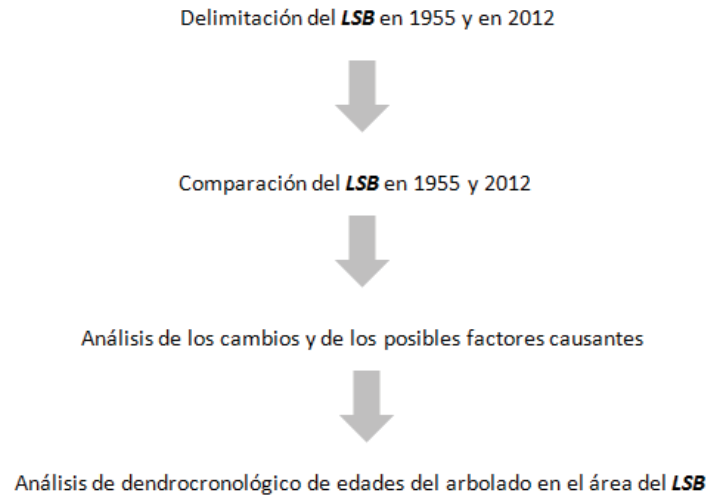 Delimitación del LSB en 1955 y en 2012
Comparación del LSB en 1955 y 2012
Análisis de los cambios y de los posibles factores causantes
Análisis de dendrocronológico de edades del arbolado en el área del LSB